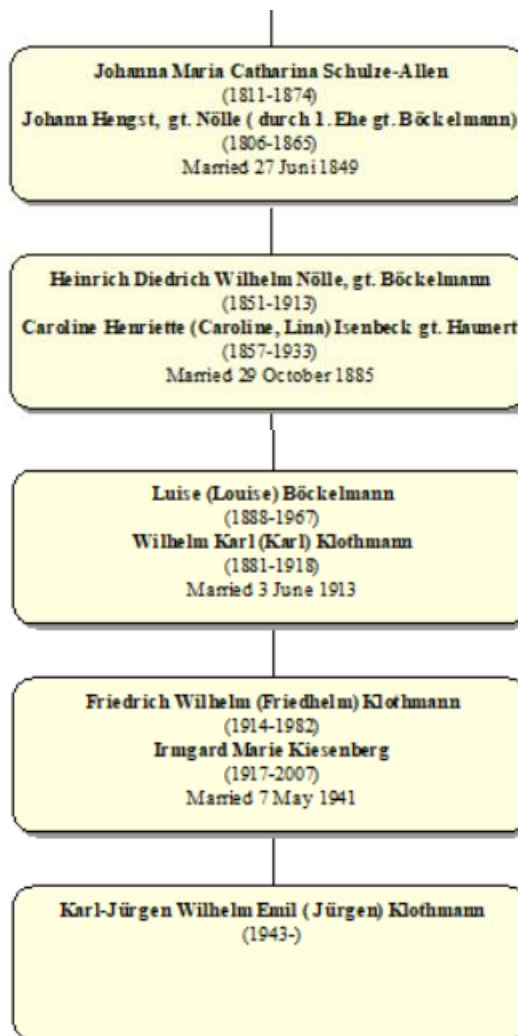 Johanna Maria Catharina Schulze-Allen
(1811-1874)
Johann Hengst, gt. Nölle ( durch 1. Ehe gt. Böckelmann)
(1806-1865)
Married 27 Juni 1849
Heinrich Diedrich Wilhelm Nölle, gt. Böckelmann
(1851-1913)
Caroline Henriette (Caroline, Lina) Isenbeck gt. Haunert
(1857-1933)
Married 29 October 1885
Luise (Louise) Böckelmann
(1888-1967)
Wilhelm Karl (Karl) Klothmann
(1881-1918)
Married 3 June 1913
Friedrich Wilhelm (Friedhelm) Klothmann
(1914-1982)
Irmgard Marie Kiesenberg
(1917-2007)
Married 7 May 1941
Karl-Jürgen Wilhelm Emil ( Jürgen) Klothmann
(1943-)